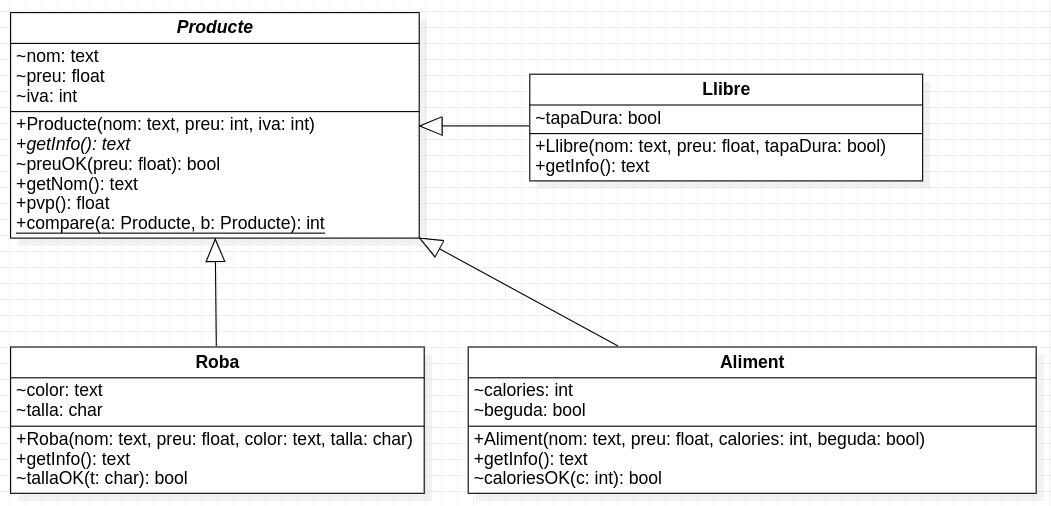 Producte
~nom: text
~preu: float
~iva: int
+Producte(nom: text, preu: int, iva: int)
+getInfo(): text
~preuOK(preu: float): bool
+getNom(): text
+pvp(): float
+compare(a: Producte, b: Producte): int
Llibre
~tapaDura: bool
+Llibre(nom: text, preu: float, tapaDura: bool)
+getInfo(): text
Roba
~color: text
~talla: char
+Roba(nom: text, preu: float, color: text, talla: char)
+getInfo(): text
~tallaOK(t: char): bool
Aliment
~calories: int
~beguda: bool
+Aliment(nom: text, preu: float, calories: int, beguda: bool)
+getInfo(): text
~caloriesOK(c: int): bool